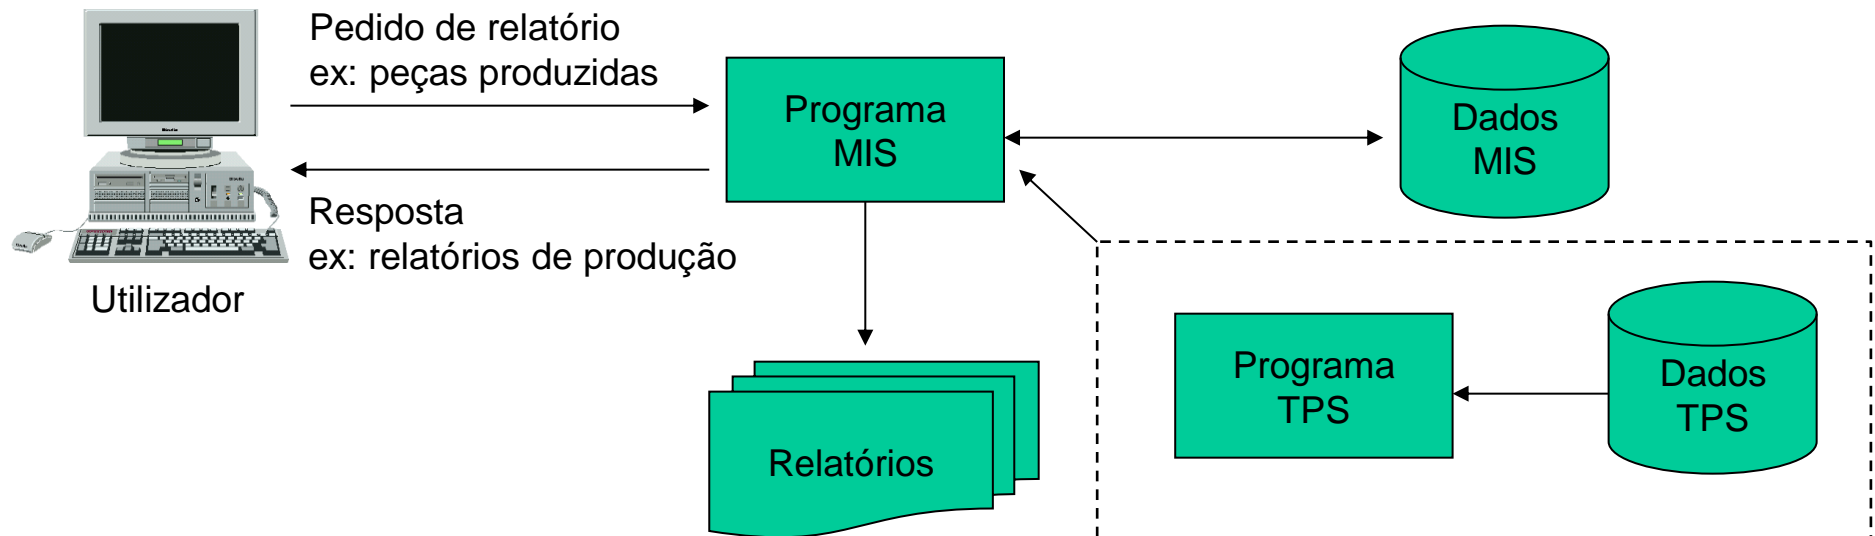 Pedido de relatório
ex: peças produzidas
Programa
MIS
Dados
MIS
Resposta
ex: relatórios de produção
Utilizador
Programa
TPS
Dados
TPS
Relatórios